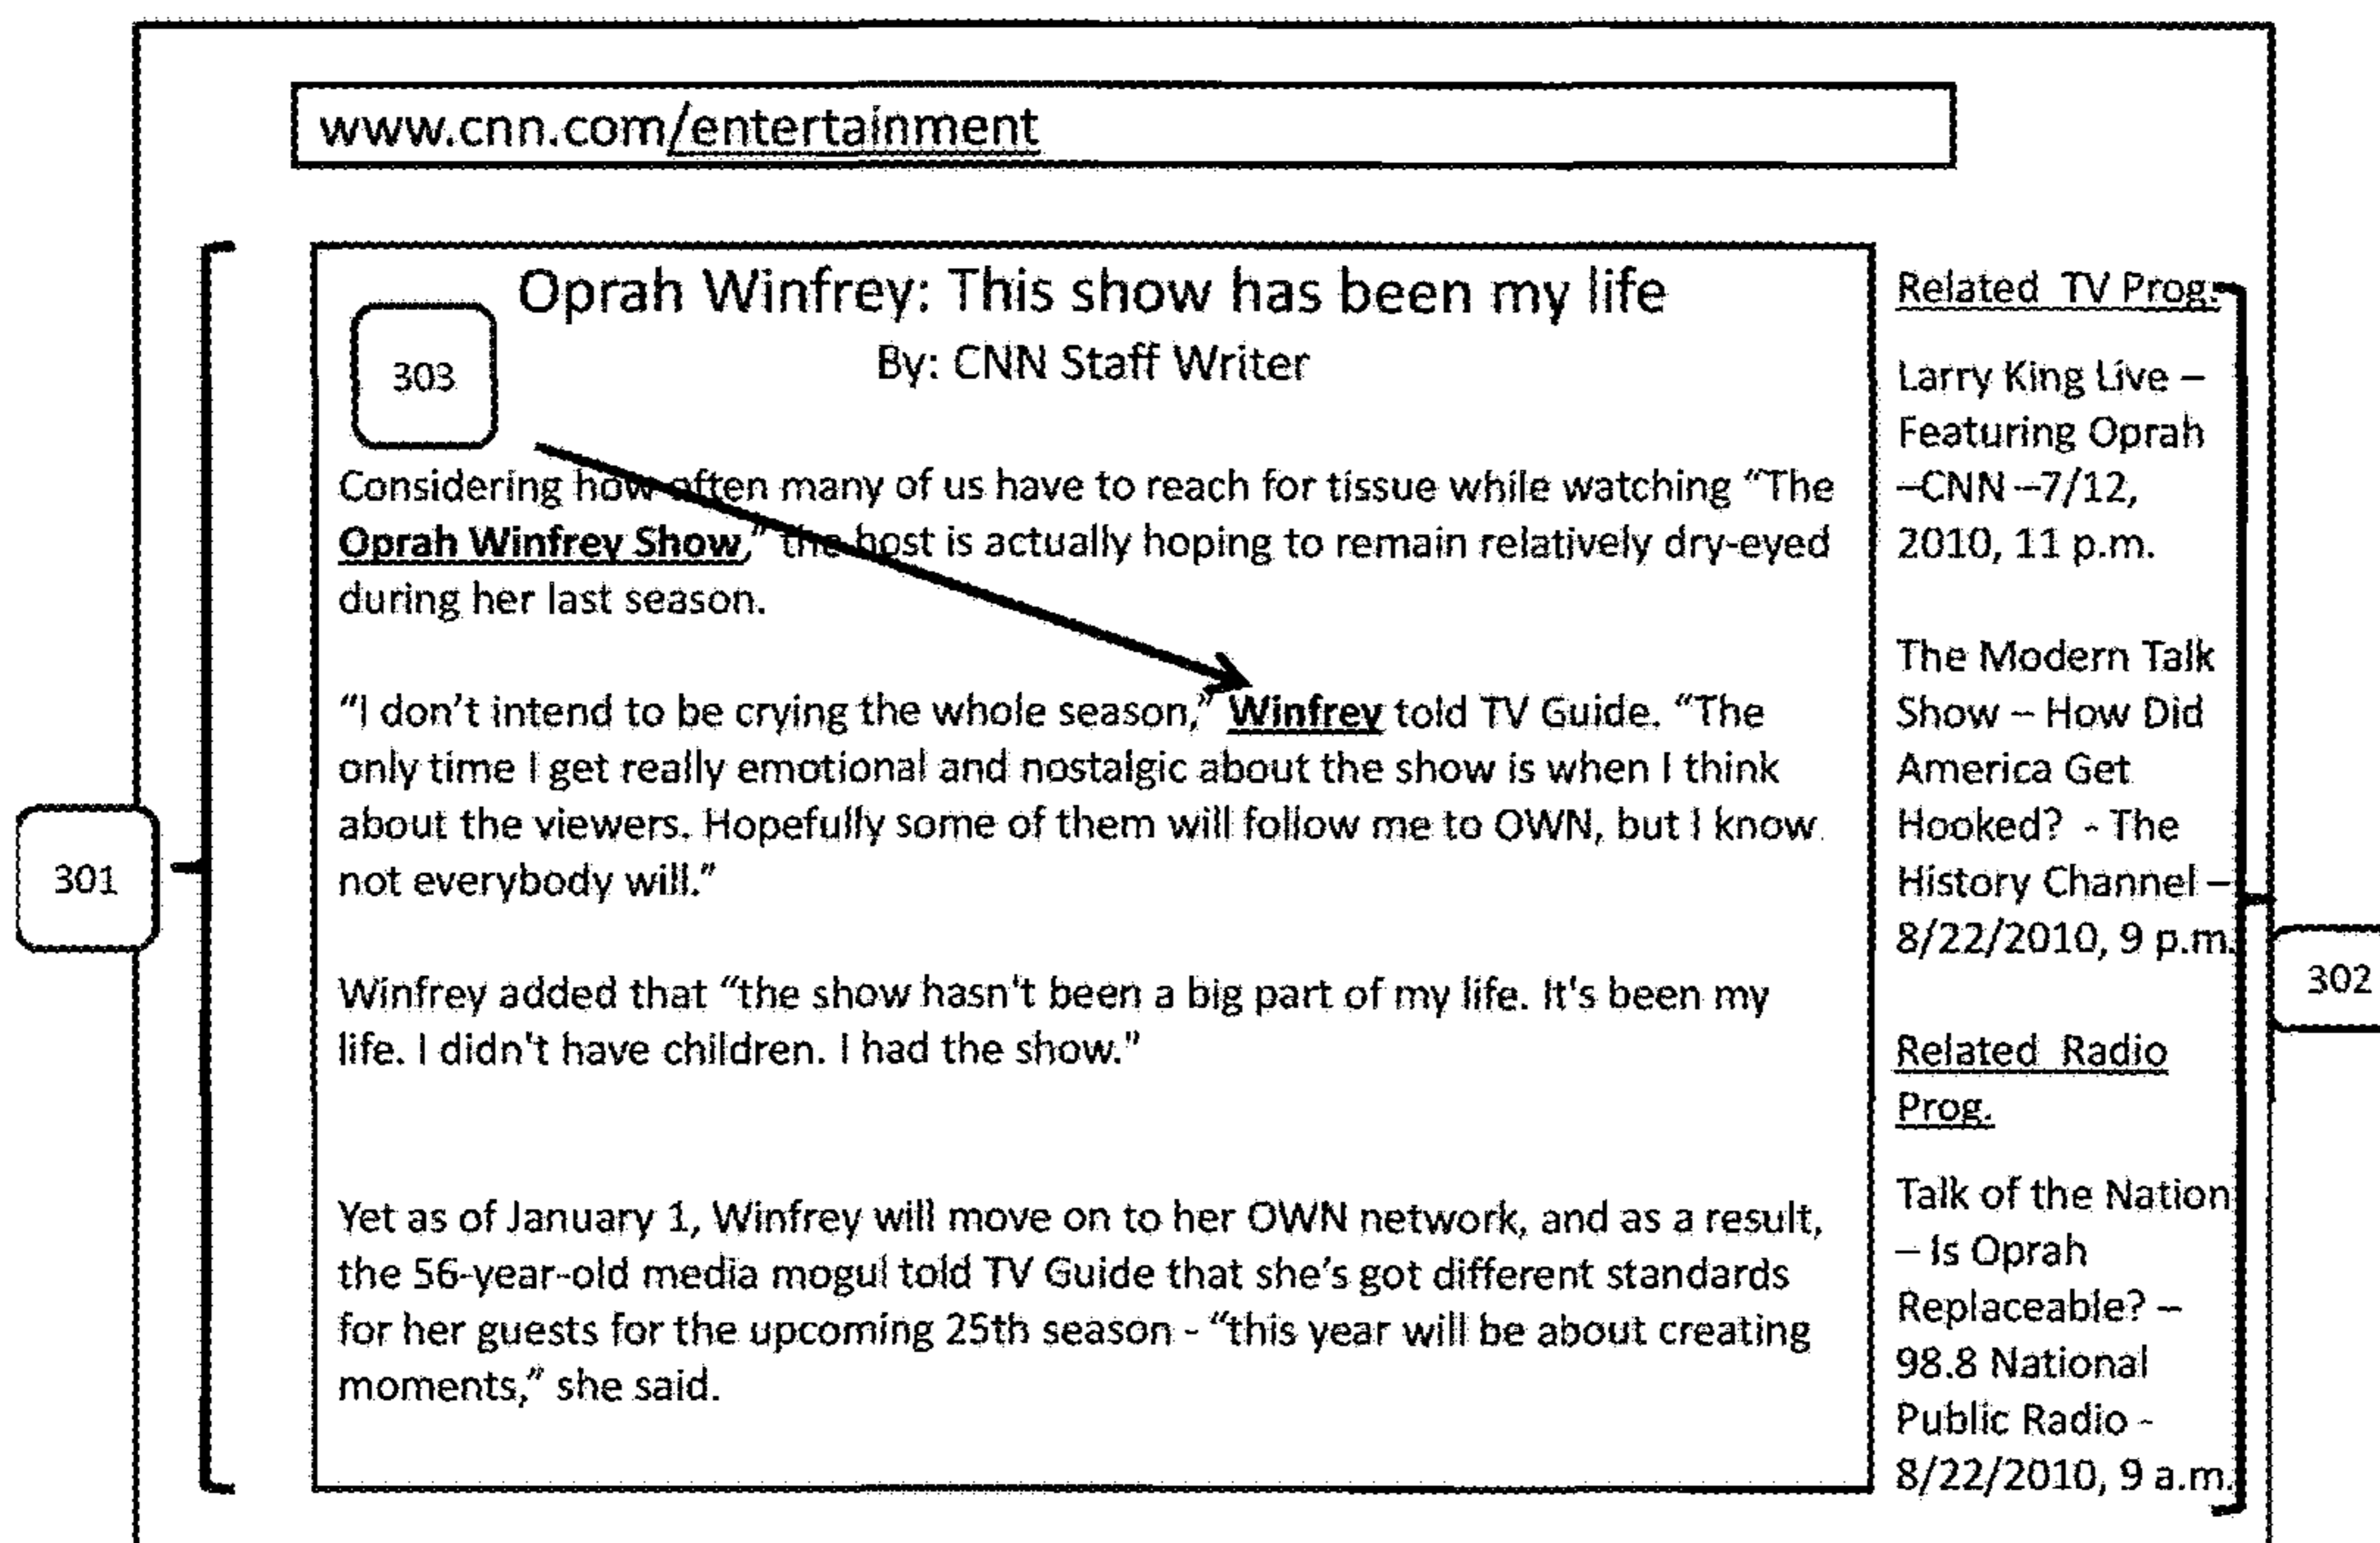 www.cnn.com/entertainment
Oprah Winfrey: This show has been my life
By: CNN Staff Writer
303
Considering how often many of us have to reach for tissue while watching “The
Oprah Winfrey Show,” the host is actually hoping to remain relatively dry-eyed
during her last season.
“I don’t intend to be crying the whole season,” Winfrey told TV Guide. “The
only time I get really emotional and nostalgic about the show is when I think
about the viewers. Hopefully some of them will follow me to OWN, but I know
not everybody will.”
Winfrey added that “the show hasn't been a big part of my life. It's been my
life. I didn't have children. I had the show."
Yet as of January 1, Winfrey will move on to her OWN network, and as a result,
the 56-year-old media mogul told TV Guide that she’s got different standards
for her guests for the upcoming 25th season - “this year will be about creating
moments,” she said.
301
Related TV Prog.
Larry King Live –
Featuring Oprah
–CNN –7/12,
2010, 11 p.m.
The Modern Talk
Show – How Did
America Get
Hooked? - The
History Channel –
8/22/2010, 9 p.m.
Related Radio
Prog.
Talk of the Nation
– Is Oprah
Replaceable? –
98.8 National
Public Radio -
8/22/2010, 9 a.m.
302